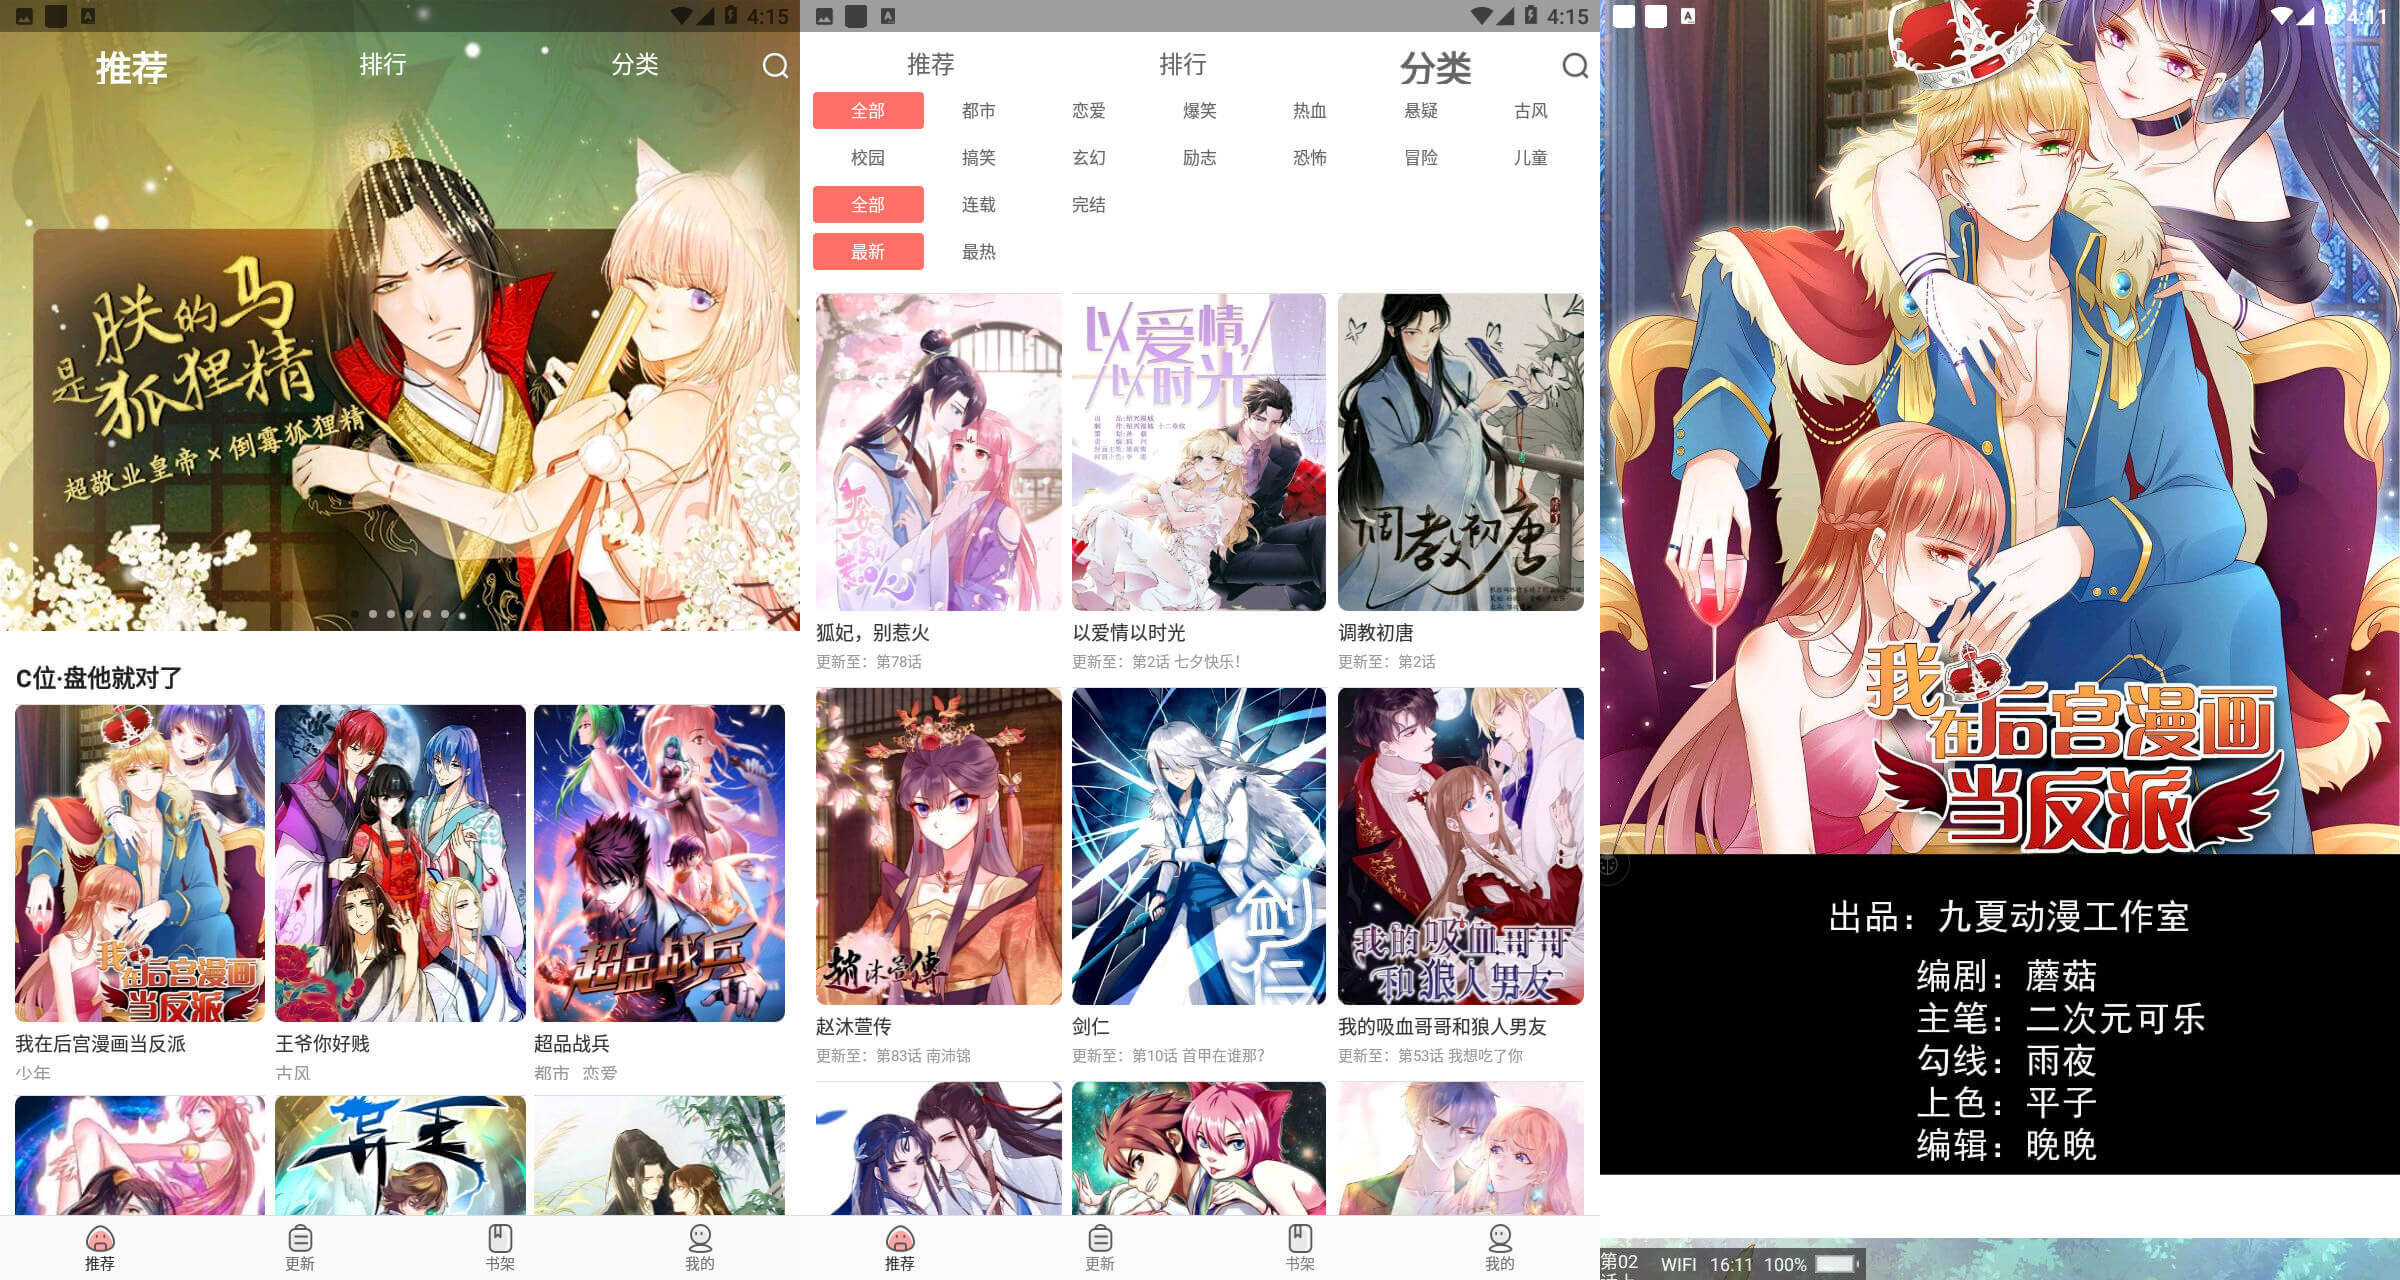 4:15
推荐
排行
分类
朕的马
是狐狸精
超敬业皇帝×倒霉狐狸精
C位·盘他就对了
我在后宫漫画
当反派
超品战兵
我在后宫漫画当反派
王爷你好贱
超品战兵
少年
古风
都市 恋爱
异王
推荐
更新
书架
我的
4:15
推荐
排行
分类
全部
都市
恋爱
爆笑
热血
悬疑
古风
校园
搞笑
玄幻
励志
恐怖
冒险
儿童
全部
连载
完结
最新
最热
以爱情,
以时光
调教初唐
狐妃，别惹火
以爱情以时光
调教初唐
更新至：第78话
更新至：第2话 七夕快乐！
更新至：第2话
趙沐萱傳
剑仁
我的吸血哥哥
和狼人男友
赵沐萱传
剑仁
我的吸血哥哥和狼人男友
更新至：第83话 南沛锦
更新至：第10话 首甲在谁那？
更新至：第53话 我想吃了你
推荐
更新
书架
我的
4:11
我在后宫漫画
当反派
出品：九夏动漫工作室
编剧：蘑菇
主笔：二次元可乐
勾线：雨夜
上色：平子
编辑：晚晚
第02 WIFI 16:11 100%